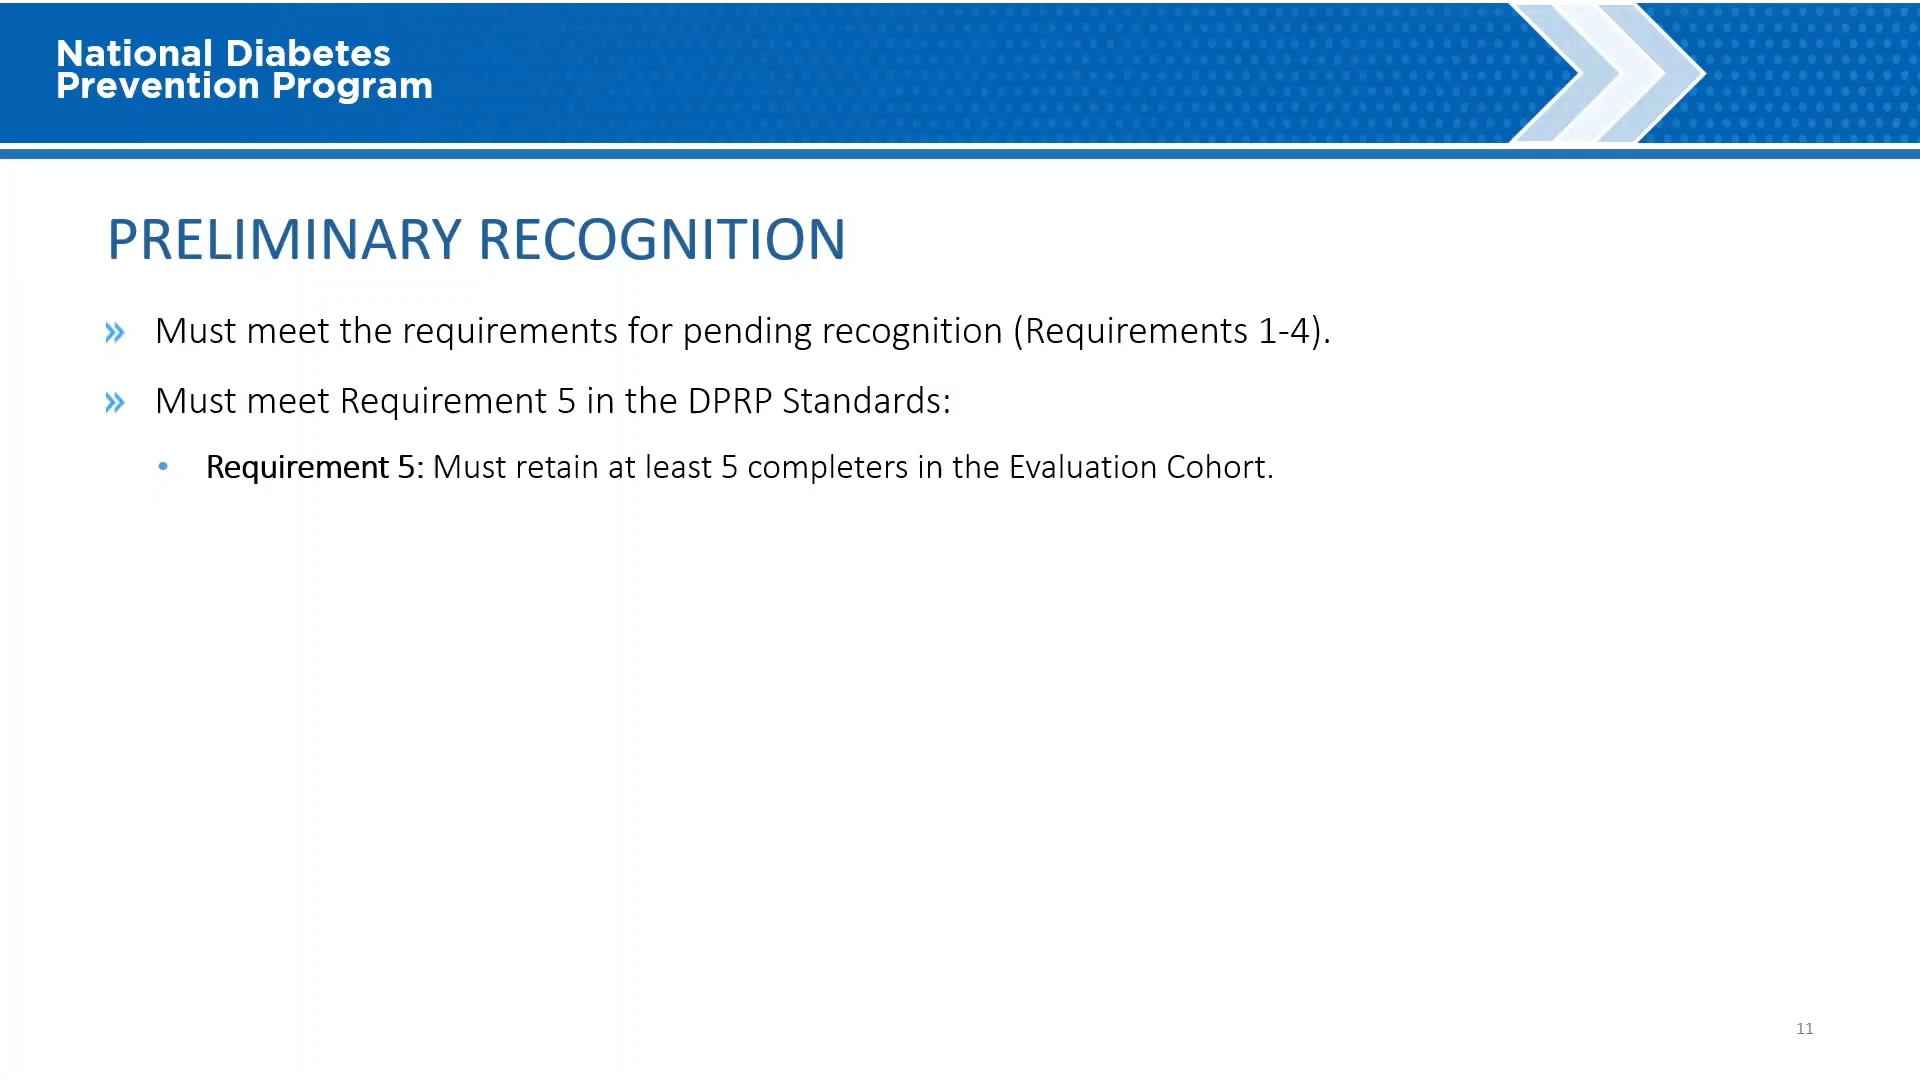 National Diabetes
Prevention Program
PRELIMINARY RECOGNITION
» Must meet the requirements for pending recognition (Requirements 1-4).
» Must meet Requirement 5 in the DPRP Standards:
• Requirement 5: Must retain at least 5 completers in the Evaluation Cohort.
11